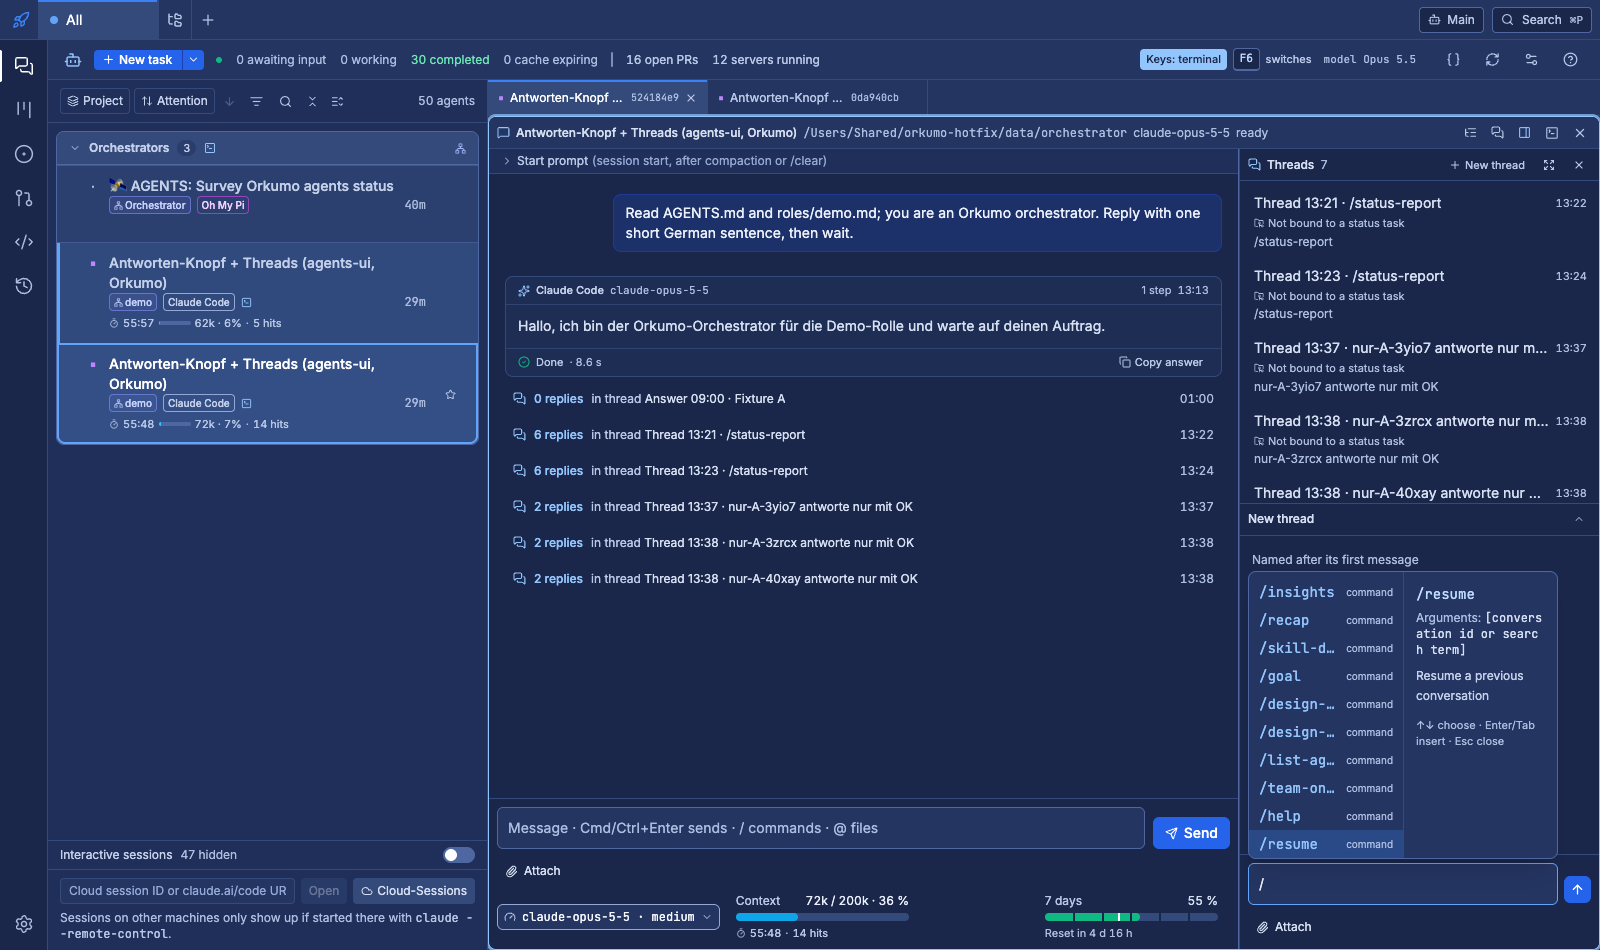 All
Main
Search ⌘P
New task
0 awaiting input
0 working
30 completed
0 cache expiring
16 open PRs
12 servers running
Keys: terminal
F6
switches
model Opus 5.5
Project
Attention
50 agents
Orchestrators 3
AGENTS: Survey Orkumo agents status
Orchestrator
Oh My Pi
40m
Antworten-Knopf + Threads (agents-ui,
Orkumo)
demo
Claude Code
29m
55:57
62k · 6% · 5 hits
Antworten-Knopf + Threads (agents-ui,
Orkumo)
demo
Claude Code
29m
55:48
72k · 7% · 14 hits
Interactive sessions 47 hidden
Cloud session ID or claude.ai/code UR
Open
Cloud-Sessions
Sessions on other machines only show up if started there with claude -
-remote-control.
Antworten-Knopf ... 524184e9
Antworten-Knopf ... 0da940cb
Antworten-Knopf + Threads (agents-ui, Orkumo) /Users/Shared/orkumo-hotfix/data/orchestrator claude-opus-5-5 ready
Start prompt (session start, after compaction or /clear)
Read AGENTS.md and roles/demo.md; you are an Orkumo orchestrator. Reply with one
short German sentence, then wait.
Claude Code claude-opus-5-5
1 step 13:13
Hallo, ich bin der Orkumo-Orchestrator für die Demo-Rolle und warte auf deinen Auftrag.
Done · 8.6 s
Copy answer
0 replies in thread Answer 09:00 · Fixture A 01:00
6 replies in thread Thread 13:21 · /status-report 13:22
6 replies in thread Thread 13:23 · /status-report 13:24
2 replies in thread Thread 13:37 · nur-A-3yio7 antworte nur mit OK 13:37
2 replies in thread Thread 13:38 · nur-A-3zrcx antworte nur mit OK 13:38
2 replies in thread Thread 13:38 · nur-A-40xay antworte nur mit OK 13:38
Message · Cmd/Ctrl+Enter sends · / commands · @ files
Send
Attach
claude-opus-5-5 · medium
Context 72k / 200k · 36 %
55:48 · 14 hits
7 days 55 %
Reset in 4 d 16 h
Threads 7
New thread
Thread 13:21 · /status-report 13:22
Not bound to a status task
/status-report
Thread 13:23 · /status-report 13:24
Not bound to a status task
/status-report
Thread 13:37 · nur-A-3yio7 antworte nur m... 13:37
Not bound to a status task
nur-A-3yio7 antworte nur mit OK
Thread 13:38 · nur-A-3zrcx antworte nur m... 13:38
Not bound to a status task
nur-A-3zrcx antworte nur mit OK
Thread 13:38 · nur-A-40xay antworte nur ... 13:38
New thread
Named after its first message
/insights command
/recap command
/skill-d… command
/goal command
/design-… command
/design-… command
/list-ag… command
/team-on… command
/help command
/resume command
/resume
Arguments: [convers
ation id or searc
h term]
Resume a previous
conversation
↑↓ choose · Enter/Tab
insert · Esc close
/
Attach